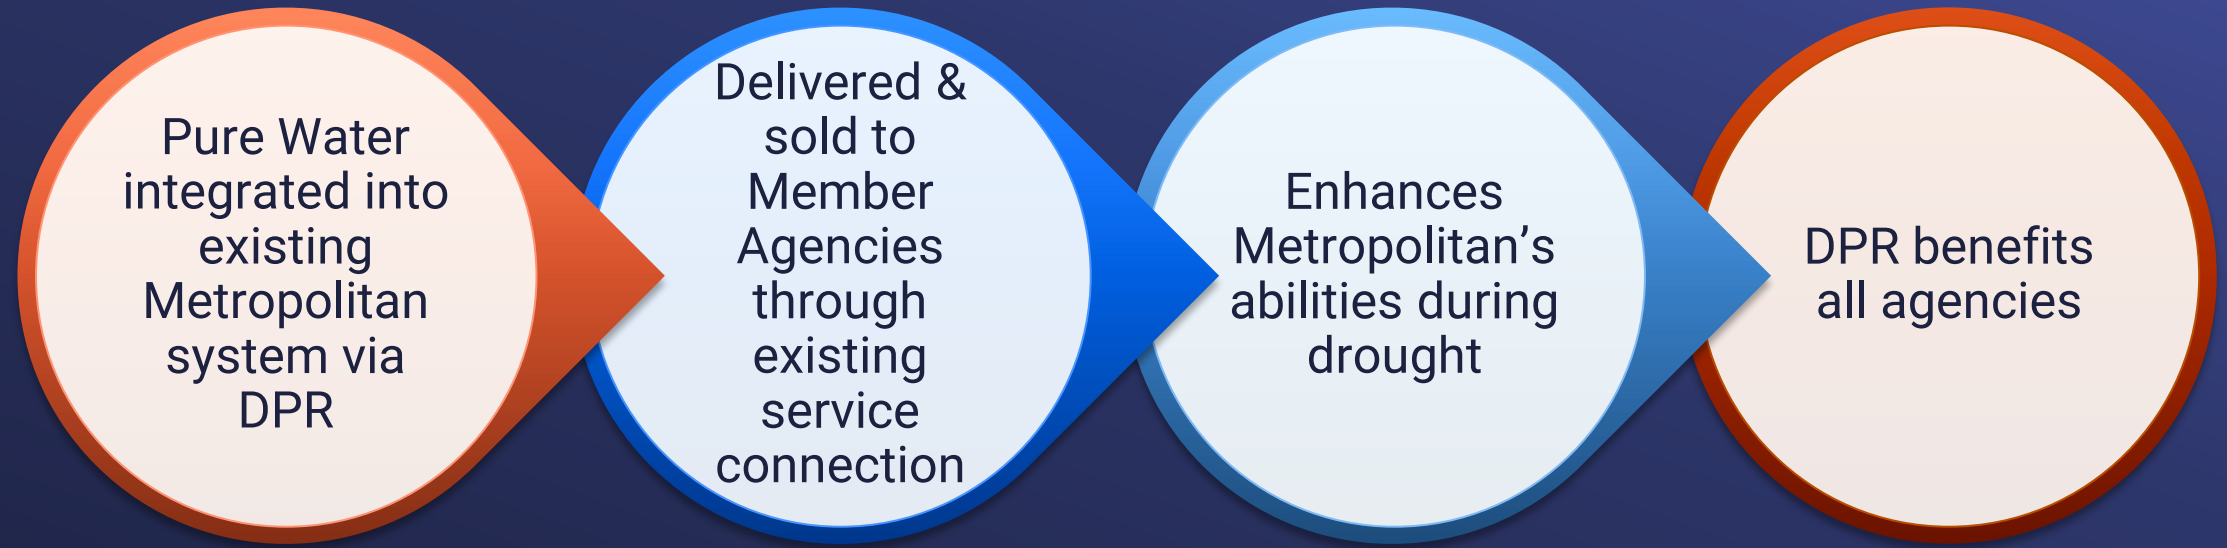 Pure Water
integrated into
existing
Metropolitan
system via
DPR
Delivered &
sold to
Member
Agencies
through
existing
service
connection
Enhances
Metropolitan’s
abilities during
drought
DPR benefits
all agencies